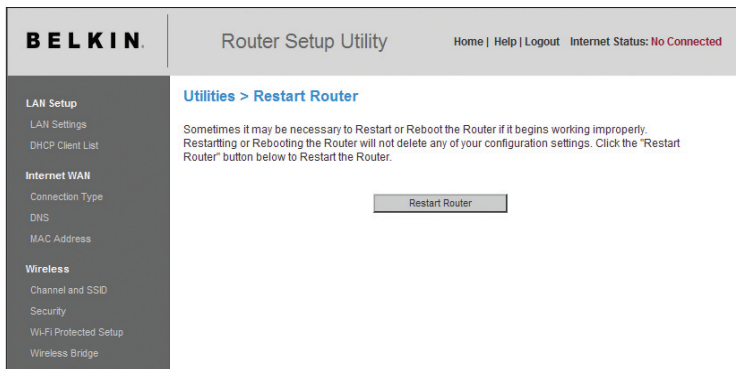 BELKIN.
Router Setup Utility
Home | Help | Logout Internet Status: No Connected
LAN Setup
LAN Settings
DHCP Client List
Internet WAN
Connection Type
DNS
MAC Address
Wireless
Channel and SSID
Security
Wi-Fi Protected Setup
Wireless Bridge
Utilities > Restart Router
Sometimes it may be necessary to Restart or Reboot the Router if it begins working improperly.
Restartting or Rebooting the Router will not delete any of your configuration settings. Click the "Restart
Router" button below to Restart the Router.
Restart Router